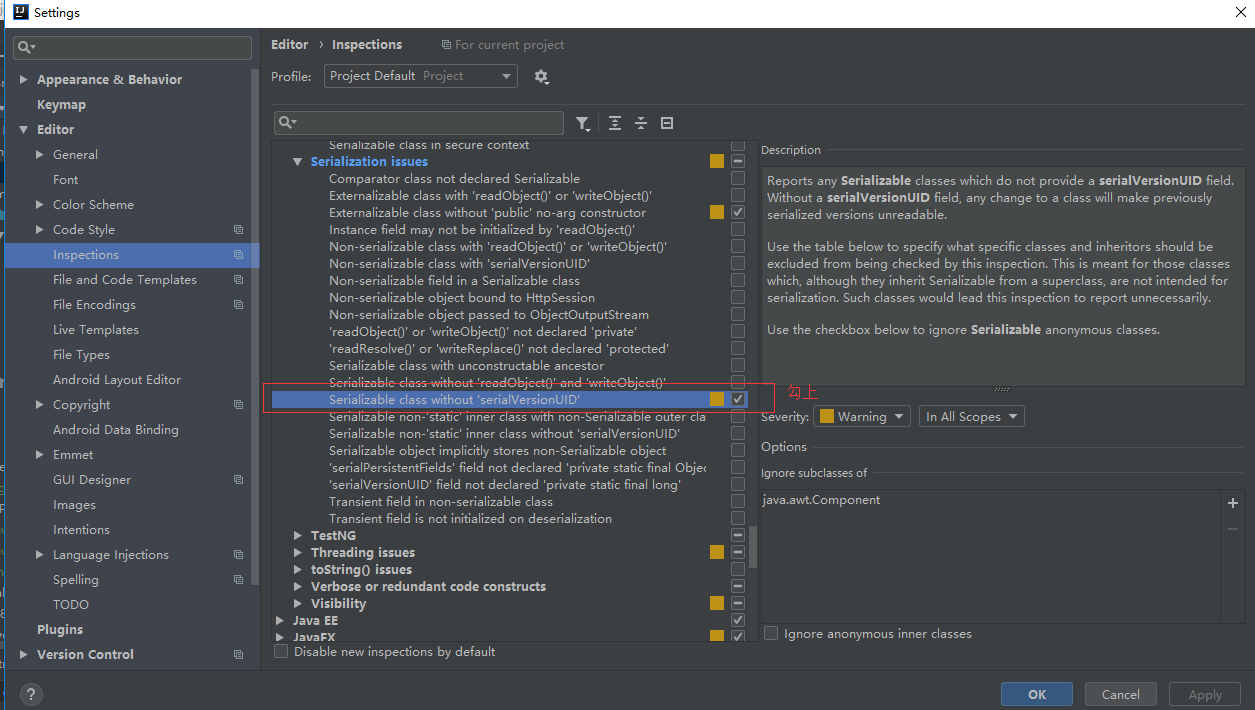 Settings
Editor › Inspections For current project
Profile: Project Default Project
Appearance & Behavior
Keymap
Editor
General
Font
Color Scheme
Code Style
Inspections
File and Code Templates
File Encodings
Live Templates
File Types
Android Layout Editor
Copyright
Android Data Binding
Emmet
GUI Designer
Images
Intentions
Language Injections
Spelling
TODO
Plugins
Version Control
Serializable class in secure context
Serialization issues
Comparator class not declared Serializable
Externalizable class with 'readObject()' or 'writeObject()'
Externalizable class without 'public' no-arg constructor
Instance field may not be initialized by 'readObject()'
Non-serializable class with 'readObject()' or 'writeObject()'
Non-serializable class with 'serialVersionUID'
Non-serializable field in a Serializable class
Non-serializable object bound to HttpSession
Non-serializable object passed to ObjectOutputStream
'readObject()' or 'writeObject()' not declared 'private'
'readResolve()' or 'writeReplace()' not declared 'protected'
Serializable class with unconstructable ancestor
Serializable class without 'readObject()' and 'writeObject()'
Serializable class without 'serialVersionUID'
Serializable non-'static' inner class with non-Serializable outer cla
Serializable non-'static' inner class without 'serialVersionUID'
Serializable object implicitly stores non-Serializable object
'serialPersistentFields' field not declared 'private static final Objec
'serialVersionUID' field not declared 'private static final long'
Transient field in non-serializable class
Transient field is not initialized on deserialization
TestNG
Threading issues
toString() issues
Verbose or redundant code constructs
Visibility
Java EE
JavaFX
Disable new inspections by default
Description
Reports any Serializable classes which do not provide a serialVersionUID field.
Without a serialVersionUID field, any change to a class will make previously
serialized versions unreadable.
Use the table below to specify what specific classes and inheritors should be
excluded from being checked by this inspection. This is meant for those classes
which, although they inherit Serializable from a superclass, are not intended for
serialization. Such classes would lead this inspection to report unnecessarily.
Use the checkbox below to ignore Serializable anonymous classes.
勾上
Severity: Warning In All Scopes
Options
Ignore subclasses of
java.awt.Component
Ignore anonymous inner classes
?
OK Cancel Apply